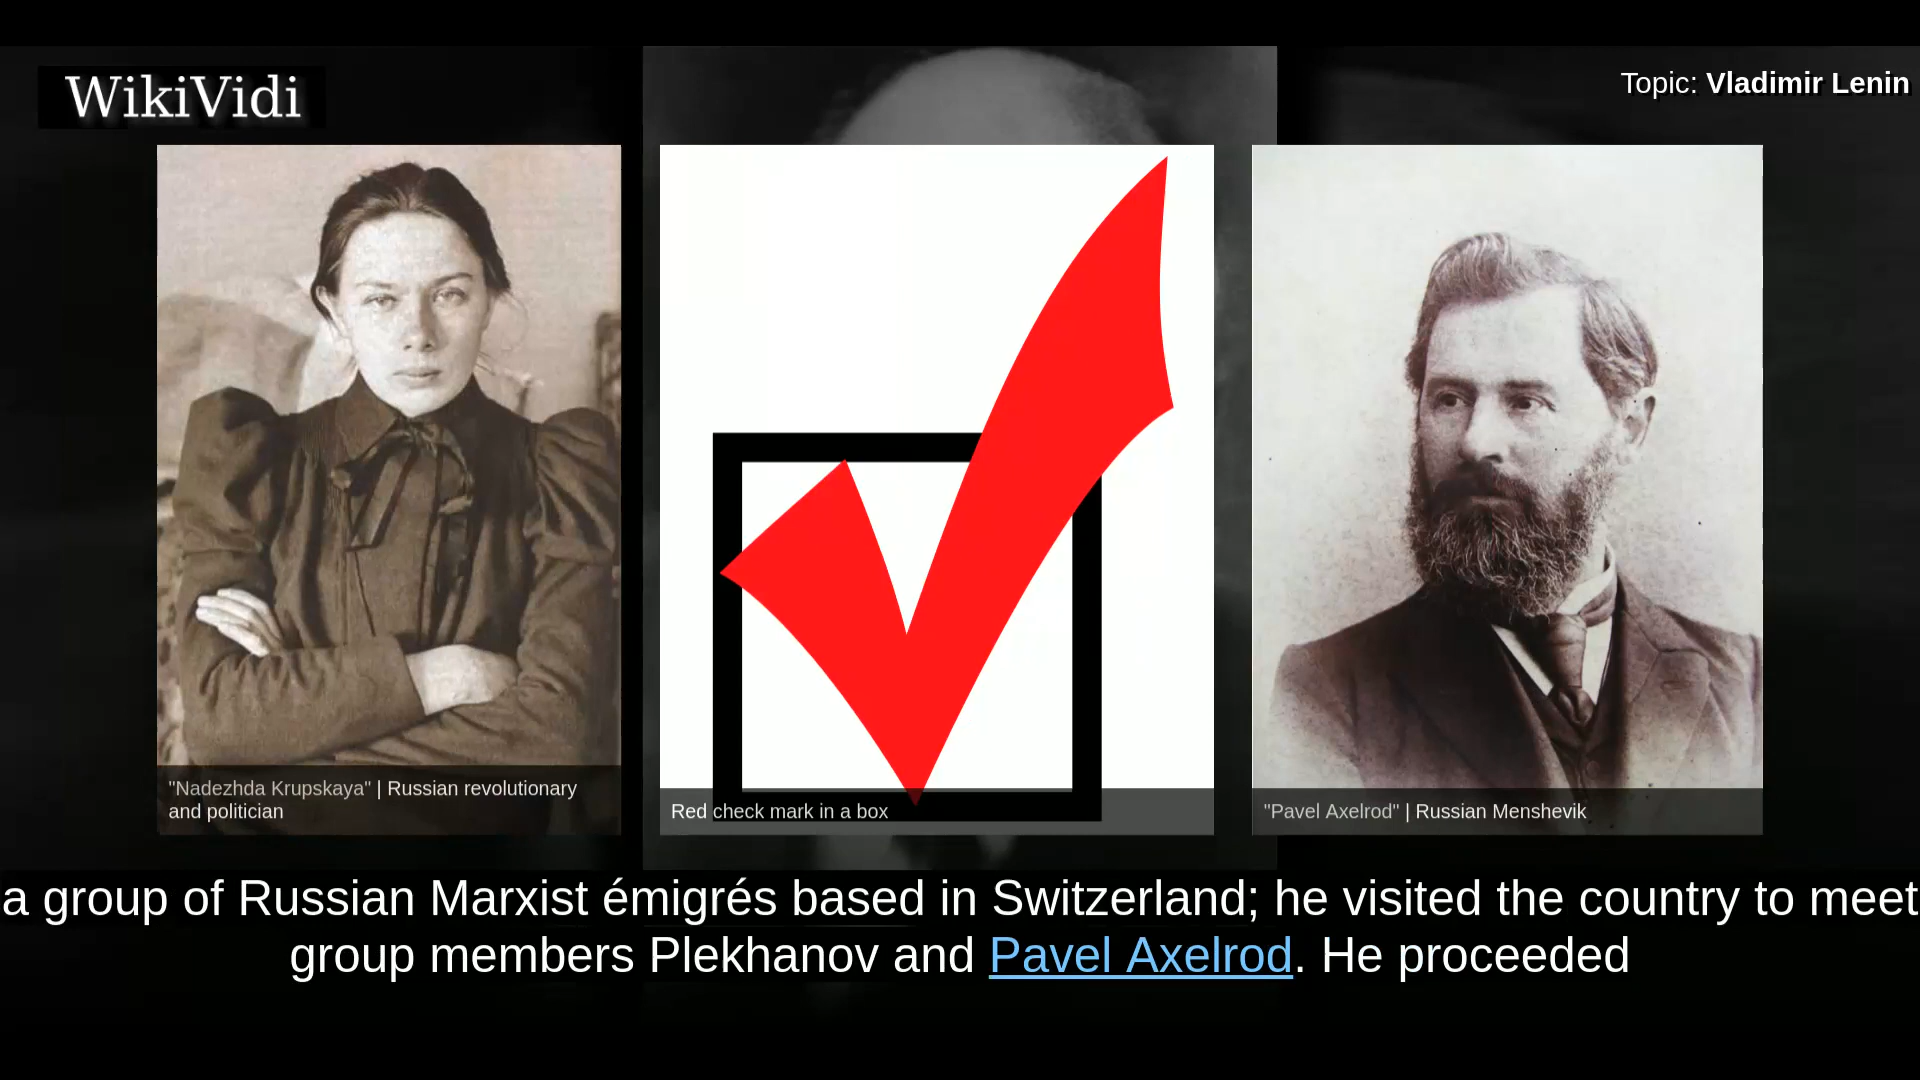 WikiVidi
Topic: Vladimir Lenin
"Nadezhda Krupskaya" | Russian revolutionary
and politician
Red check mark in a box
"Pavel Axelrod" | Russian Menshevik
a group of Russian Marxist émigrés based in Switzerland; he visited the country to meet
group members Plekhanov and Pavel Axelrod. He proceeded